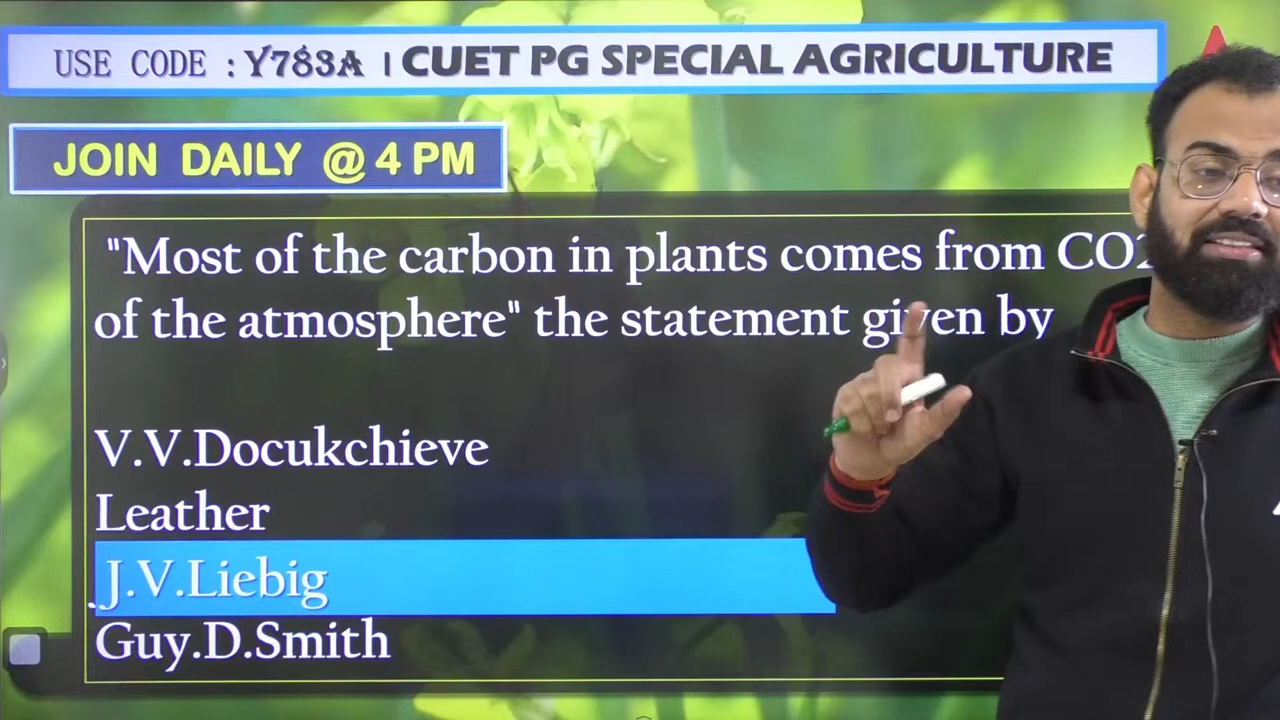 USE CODE : Y783A | CUET PG SPECIAL AGRICULTURE
JOIN DAILY @ 4 PM
"Most of the carbon in plants comes from CO2
of the atmosphere" the statement given by
V.V.Docukchieve
Leather
J.V.Liebig
Guy.D.Smith